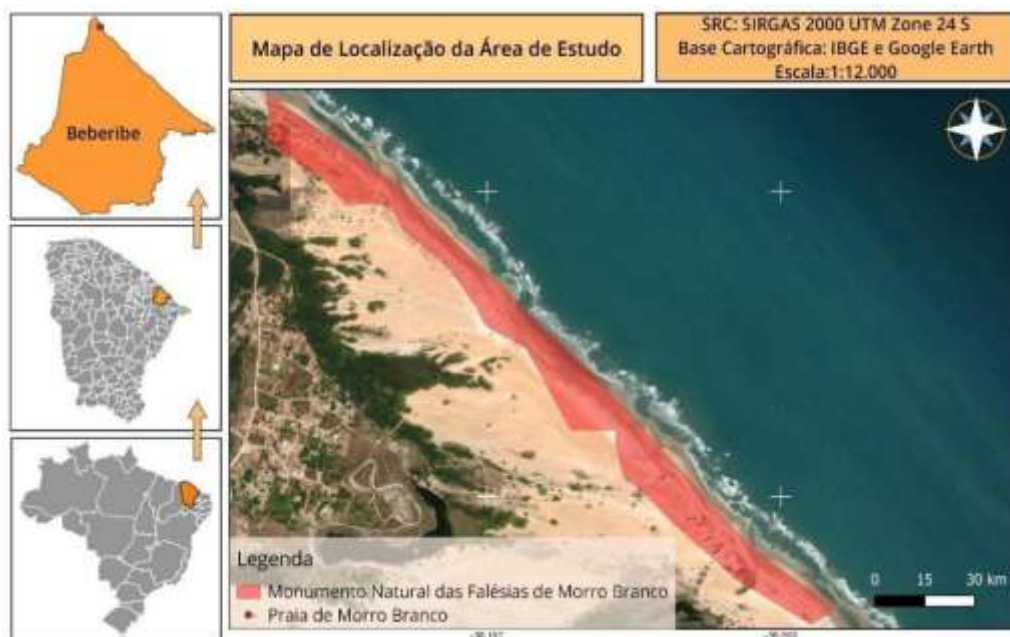 Mapa de Localização da Área de Estudo
SRC: SIRGAS 2000 UTM Zone 24 S
Base Cartográfica: IBGE e Google Earth
Escala:1:12.000
Beberibe
Legenda
Monumento Natural das Falésias de Morro Branco
Praia de Morro Branco
0 15 30 km